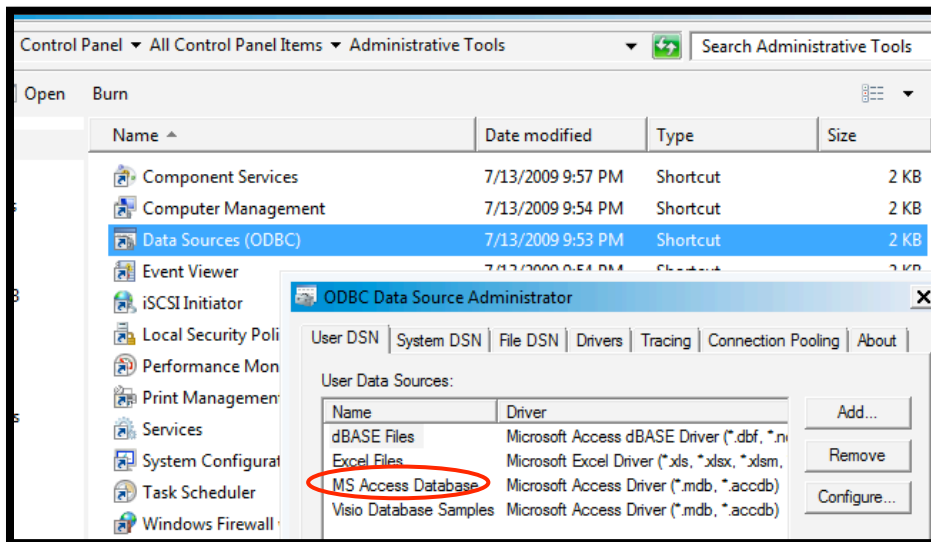 Control Panel ▾ All Control Panel Items ▾ Administrative Tools Search Administrative Tools
Open Burn
Name Date modified Type Size
Component Services 7/13/2009 9:57 PM Shortcut 2 KB
Computer Management 7/13/2009 9:54 PM Shortcut 2 KB
Data Sources (ODBC) 7/13/2009 9:53 PM Shortcut 2 KB
Event Viewer
iSCSI Initiator
Local Security Poli
Performance Mon
Print Managemen
Services
System Configurat
Task Scheduler
Windows Firewall
ODBC Data Source Administrator
User DSN System DSN File DSN Drivers Tracing Connection Pooling About
User Data Sources:
Name Driver
dBASE Files Microsoft Access dBASE Driver (*.dbf, *.n
Excel Files Microsoft Excel Driver (*.xls, *.xlsx, *.xlsm,
MS Access Database Microsoft Access Driver (*.mdb, *.accdb)
Visio Database Samples Microsoft Access Driver (*.mdb, *.accdb)
Add...
Remove
Configure...